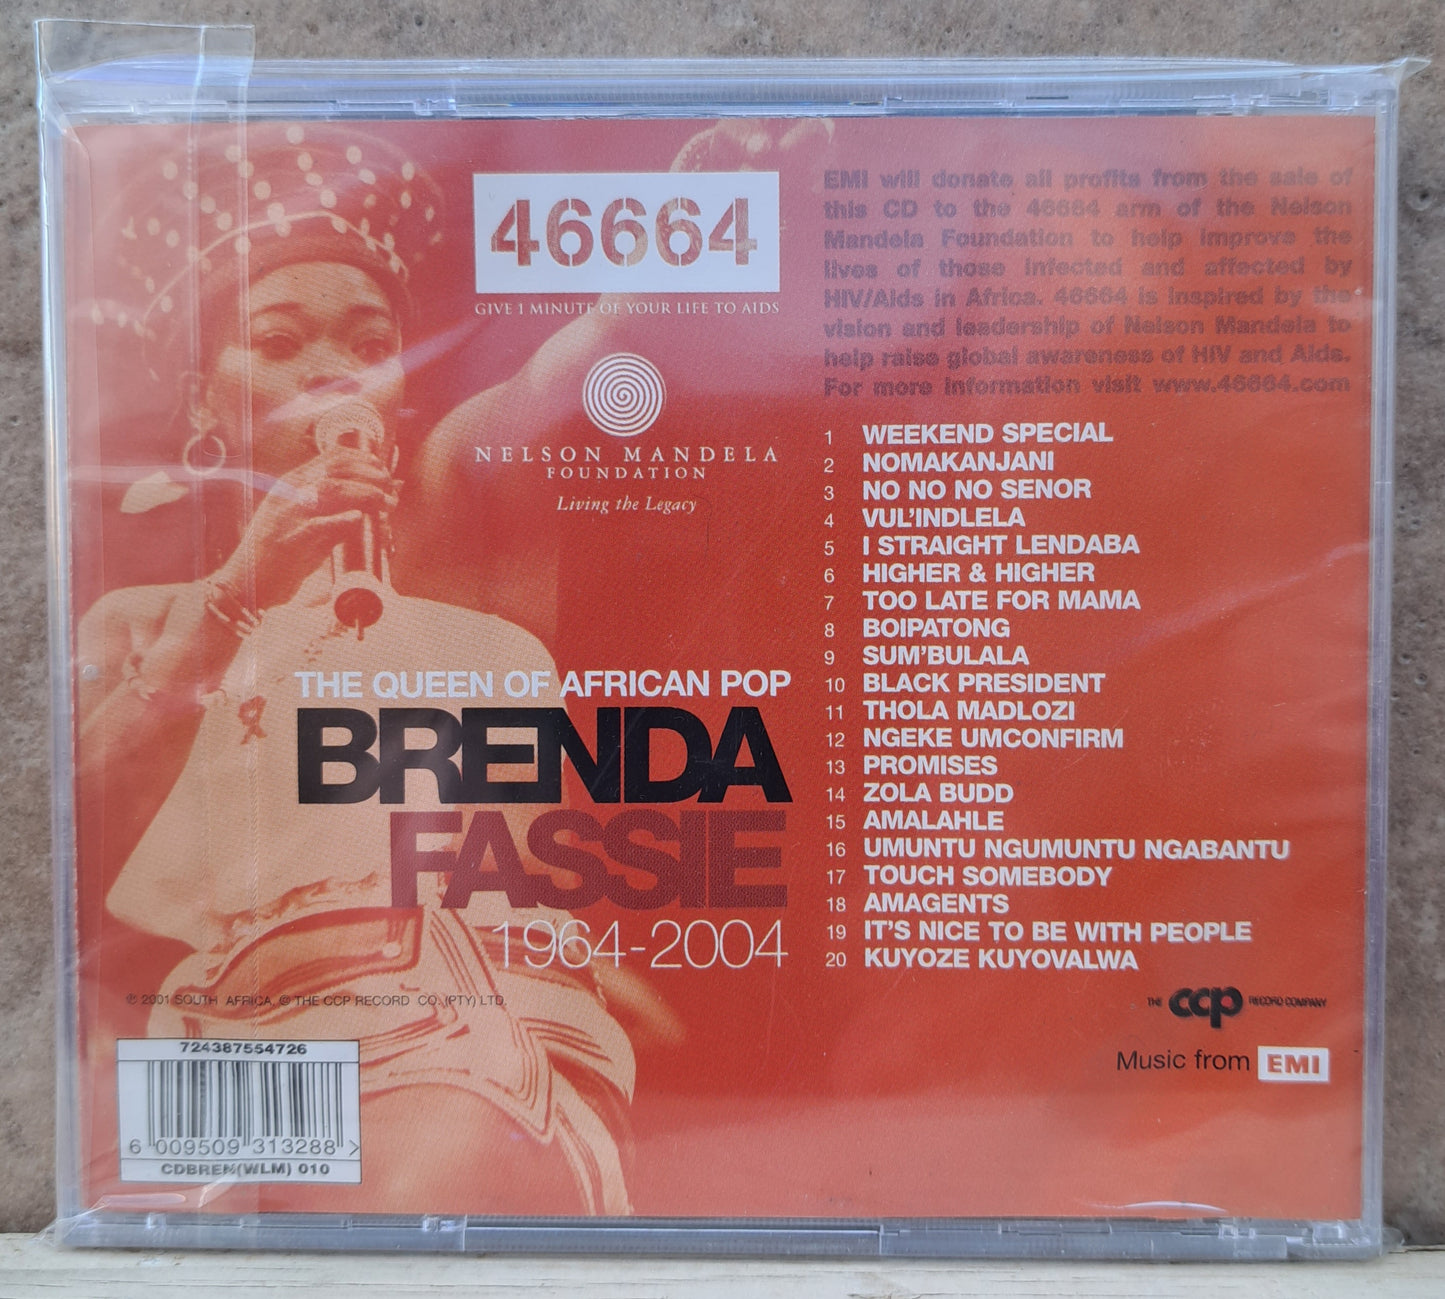 46664
GIVE 1 MINUTE OF YOUR LIFE TO AIDS
NELSON MANDELA
FOUNDATION
Living the Legacy
EMI will donate all profits from the sale of
this CD to the 46664 arm of the Nelson
Mandela Foundation to help improve the
lives of those infected and affected by
HIV/Aids in Africa. 46664 is inspired by the
vision and leadership of Nelson Mandela to
help raise global awareness of HIV and Aids.
For more information visit www.46664.com
1 WEEKEND SPECIAL
2 NOMAKANJANI
3 NO NO NO SENOR
4 VUL'INDLELA
5 I STRAIGHT LENDABA
6 HIGHER & HIGHER
7 TOO LATE FOR MAMA
8 BOIPATONG
9 SUM'BULALA
10 BLACK PRESIDENT
11 THOLA MADLOZI
12 NGEKE UMCONFIRM
13 PROMISES
14 ZOLA BUDD
15 AMALAHLE
16 UMUNTU NGUMUNTU NGABANTU
17 TOUCH SOMEBODY
18 AMAGENTS
19 IT'S NICE TO BE WITH PEOPLE
20 KUYOZE KUYOVALWA
THE QUEEN OF AFRICAN POP
BRENDA
FASSIE
1964-2004
℗ 2001 SOUTH AFRICA, © THE CCP RECORD CO. (PTY) LTD.
THE ccp RECORD COMPANY
Music from EMI
724387554726
6 009509 313288 >
CDBREN(WLM) 010